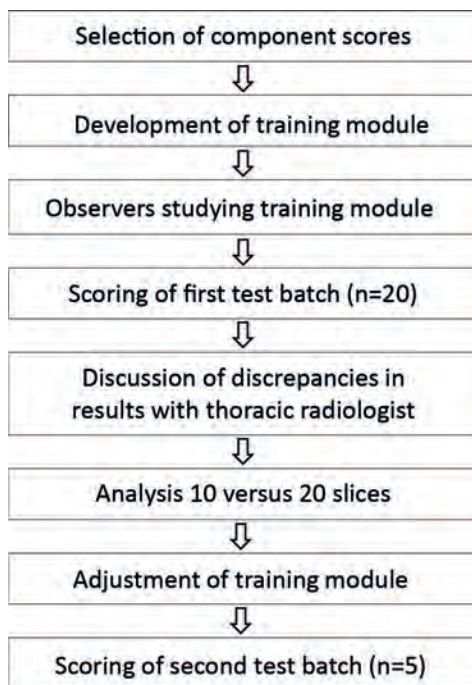 Selection of component scores
Development of training module
Observers studying training module
Scoring of first test batch (n=20)
Discussion of discrepancies in
results with thoracic radiologist
Analysis 10 versus 20 slices
Adjustment of training module
Scoring of second test batch (n=5)